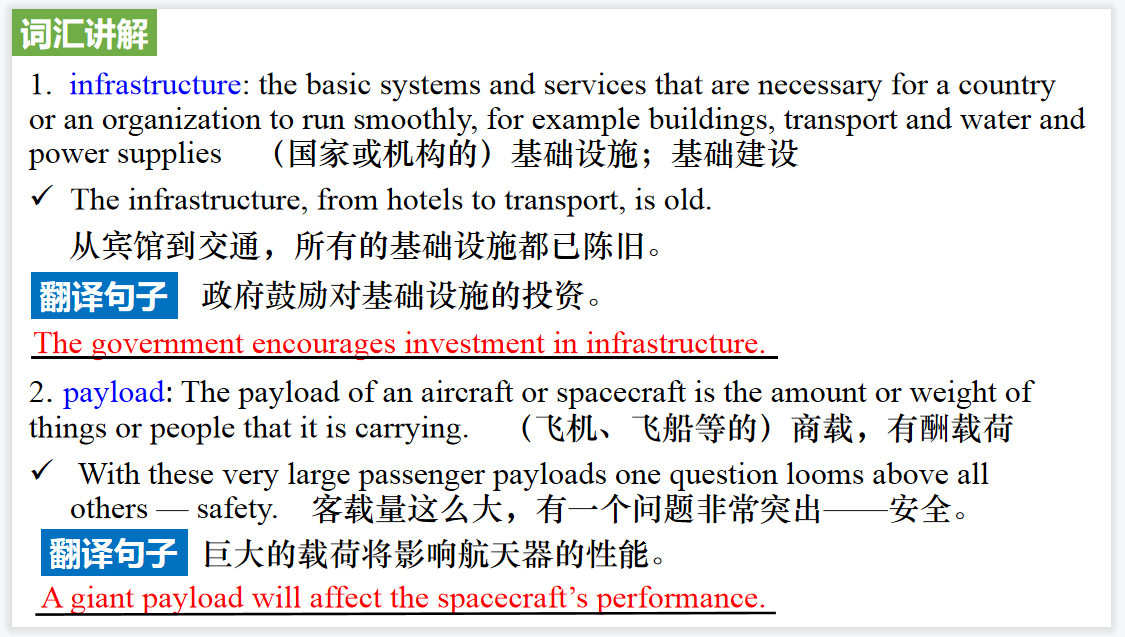 词汇讲解
1. infrastructure: the basic systems and services that are necessary for a country
or an organization to run smoothly, for example buildings, transport and water and
power supplies （国家或机构的）基础设施；基础建设
✓ The infrastructure, from hotels to transport, is old.
从宾馆到交通，所有的基础设施都已陈旧。
翻译句子 政府鼓励对基础设施的投资。
The government encourages investment in infrastructure.
2. payload: The payload of an aircraft or spacecraft is the amount or weight of
things or people that it is carrying. （飞机、飞船等的）商载，有酬载荷
✓ With these very large passenger payloads one question looms above all
others — safety. 客载量这么大，有一个问题非常突出——安全。
翻译句子 巨大的载荷将影响航天器的性能。
A giant payload will affect the spacecraft’s performance.